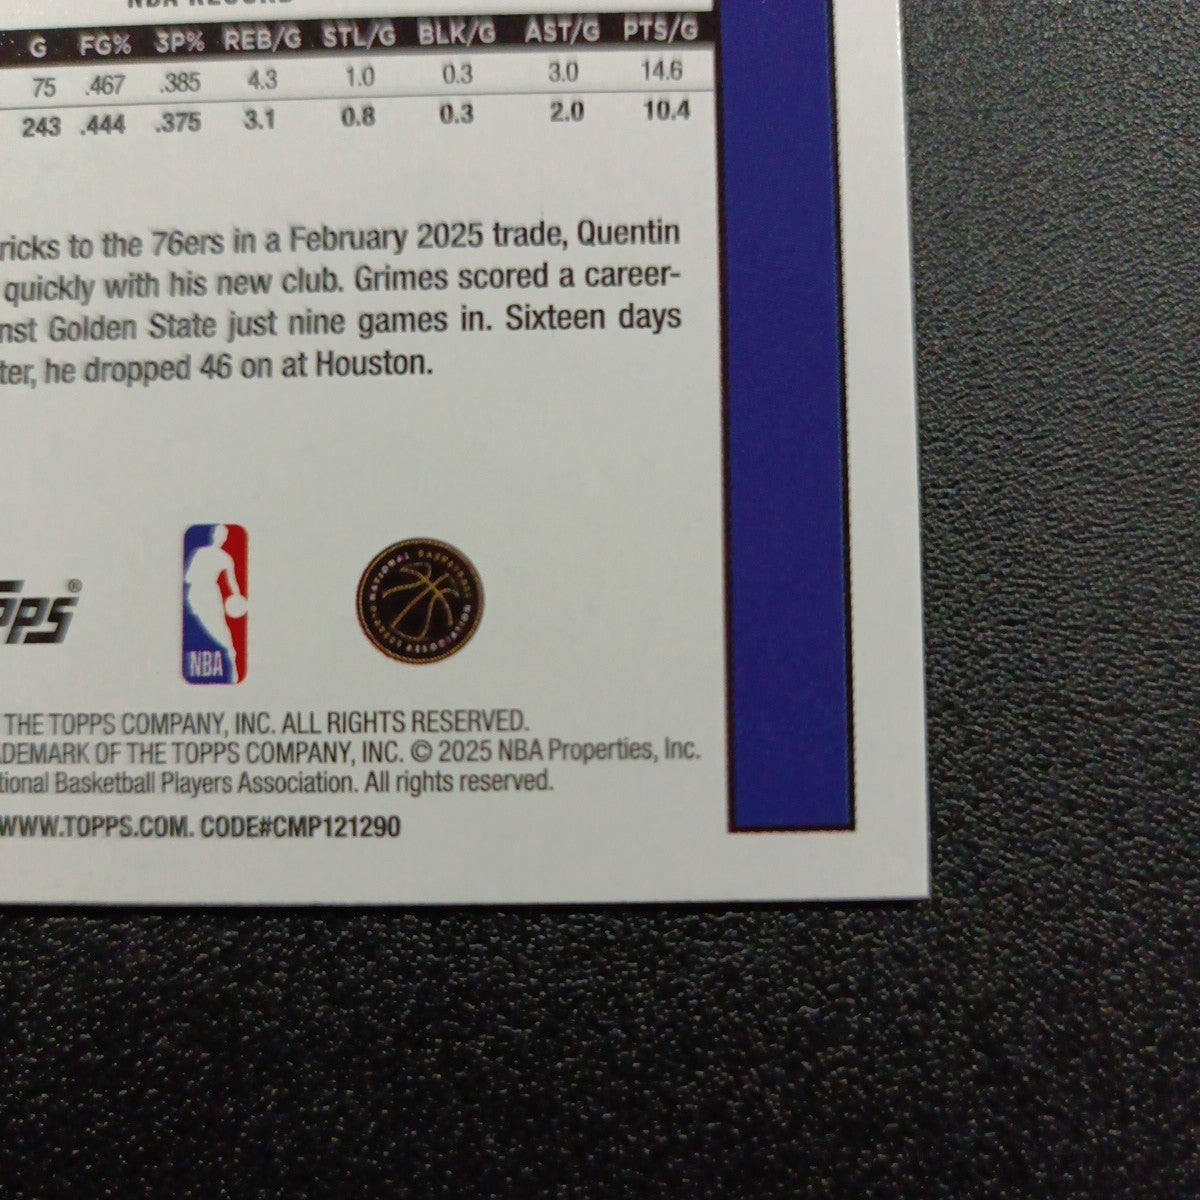 NBA RECORD
G FG% 3P% REB/G STL/G BLK/G AST/G PTS/G
75 .467 .385 4.3 1.0 0.3 3.0 14.6
243 .444 .375 3.1 0.8 0.3 2.0 10.4
ricks to the 76ers in a February 2025 trade, Quentin
quickly with his new club. Grimes scored a career-
nst Golden State just nine games in. Sixteen days
ter, he dropped 46 on at Houston.
PPS®
NBA
NATIONAL BASKETBALL
PLAYERS ASSOCIATION
THE TOPPS COMPANY, INC. ALL RIGHTS RESERVED.
DEMARK OF THE TOPPS COMPANY, INC. © 2025 NBA Properties, Inc.
tional Basketball Players Association. All rights reserved.
WWW.TOPPS.COM. CODE#CMP121290